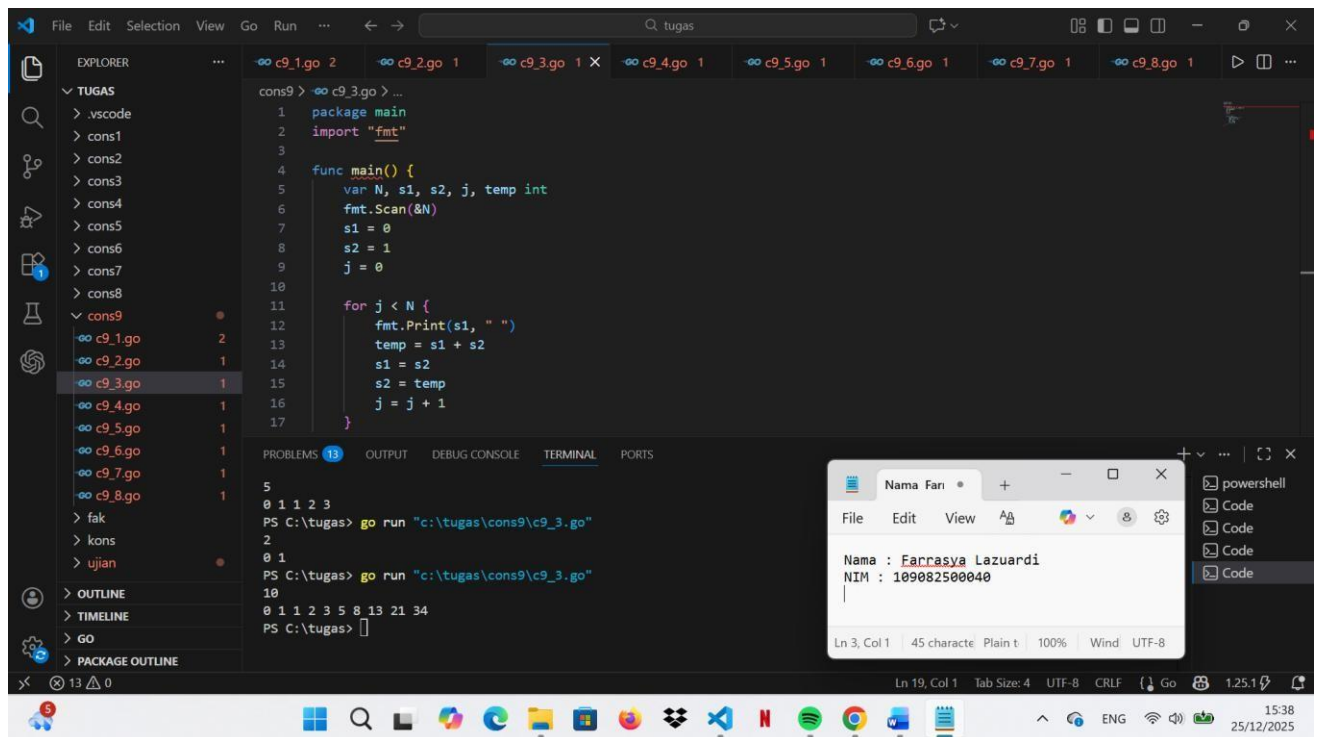 File Edit Selection View Go Run ··· ← → tugas
EXPLORER ···
TUGAS
> .vscode
> cons1
> cons2
> cons3
> cons4
> cons5
> cons6
> cons7
> cons8
cons9
c9_1.go 2
c9_2.go 1
c9_3.go 1
c9_4.go 1
c9_5.go 1
c9_6.go 1
c9_7.go 1
c9_8.go 1
> fak
> kons
> ujian
> OUTLINE
> TIMELINE
> GO
> PACKAGE OUTLINE
c9_1.go 2 c9_2.go 1 c9_3.go 1 c9_4.go 1 c9_5.go 1 c9_6.go 1 c9_7.go 1 c9_8.go 1
cons9 > c9_3.go > ...
1 package main
2 import "fmt"
3
4 func main() {
5 var N, s1, s2, j, temp int
6 fmt.Scan(&N)
7 s1 = 0
8 s2 = 1
9 j = 0
10
11 for j < N {
12 fmt.Print(s1, " ")
13 temp = s1 + s2
14 s1 = s2
15 s2 = temp
16 j = j + 1
17 }
PROBLEMS 13 OUTPUT DEBUG CONSOLE TERMINAL PORTS
5
0 1 1 2 3
PS C:\tugas> go run "c:\tugas\cons9\c9_3.go"
2
0 1
PS C:\tugas> go run "c:\tugas\cons9\c9_3.go"
10
0 1 1 2 3 5 8 13 21 34
PS C:\tugas>
powershell
Code
Code
Code
Code
Nama Farr
File Edit View
Nama : Farrasya Lazuardi
NIM : 109082500040
Ln 3, Col 1 45 characte Plain t 100% Wind UTF-8
13 0 Ln 19, Col 1 Tab Size: 4 UTF-8 CRLF Go 1.25.1
5 ENG 15:38
25/12/2025